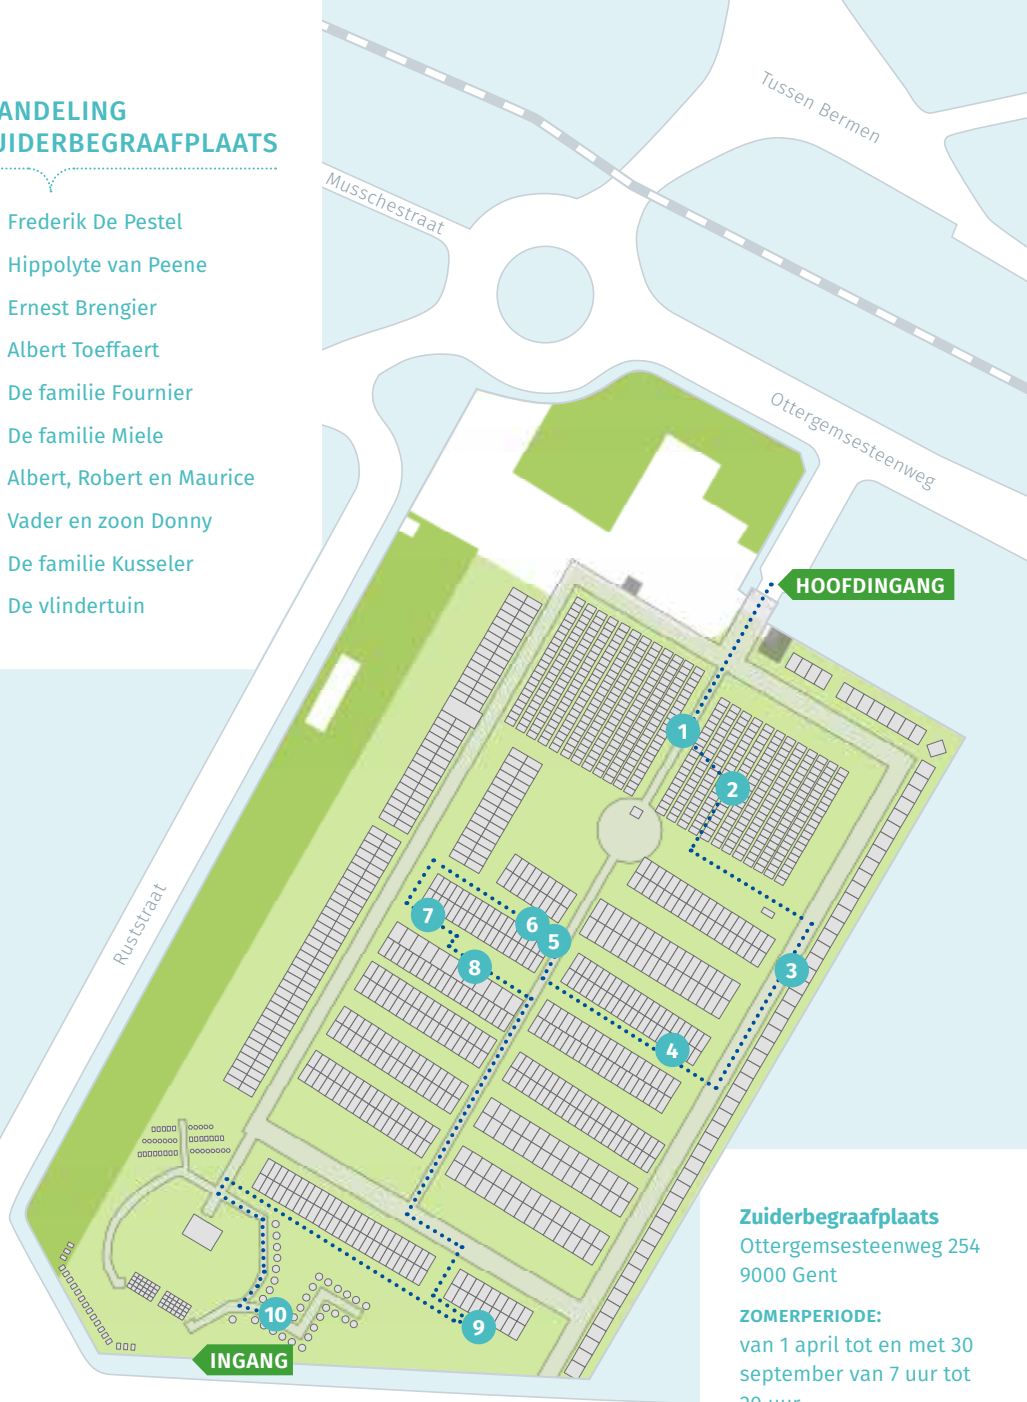 ANDELING
UIDERBEGRAAFPLAATS
Frederik De Pestel
Hippolyte van Peene
Ernest Brengier
Albert Toeffaert
De familie Fournier
De familie Miele
Albert, Robert en Maurice
Vader en zoon Donny
De familie Kusseler
De vlindertuin
Tussen Bermen
Musschestraat
Ottergemsesteenweg
HOOFDINGANG
1
2
3
4
5
6
7
8
9
10
Ruststraat
INGANG
Zuiderbegraafplaats
Ottergemsesteenweg 254
9000 Gent
ZOMERPERIODE:
van 1 april tot en met 30
september van 7 uur tot
20 uur